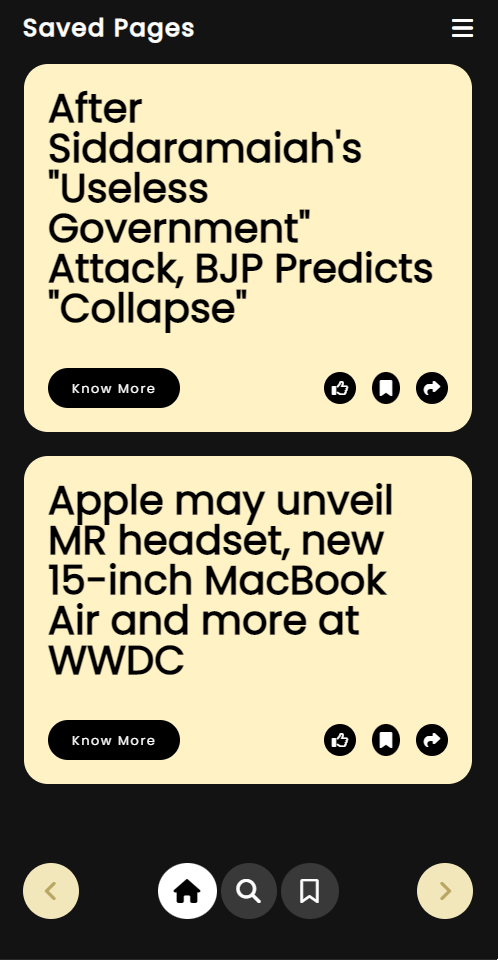 Saved Pages
After
Siddaramaiah's
"Useless
Government"
Attack, BJP Predicts
"Collapse"
Know More
Apple may unveil
MR headset, new
15-inch MacBook
Air and more at
WWDC
Know More